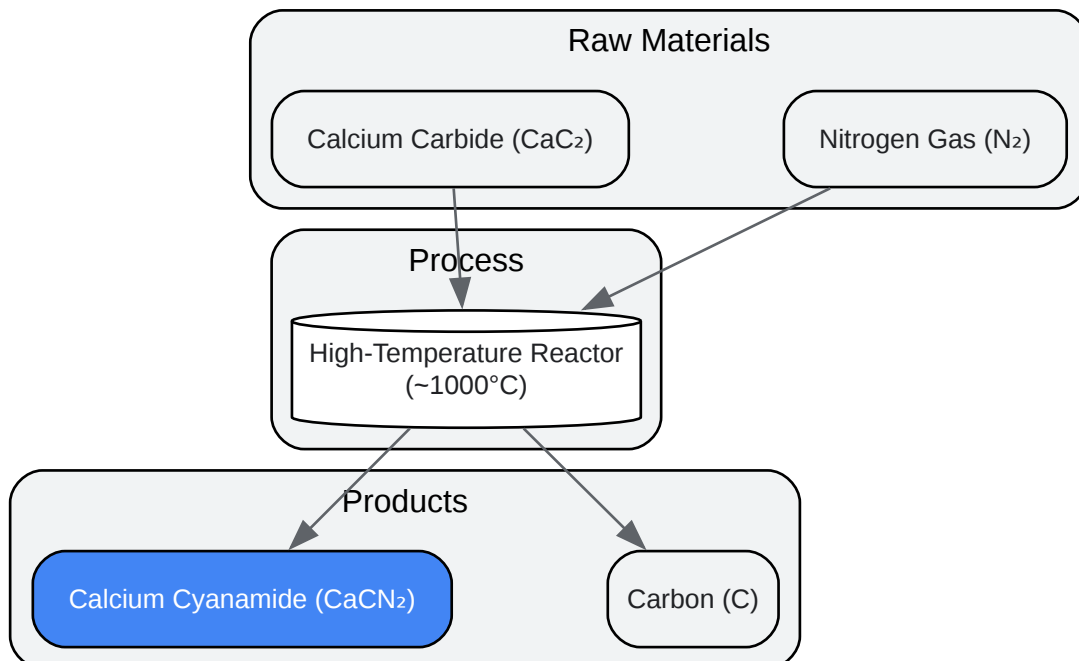 Raw Materials
Calcium Carbide (CaC₂)
Nitrogen Gas (N₂)
Process
High-Temperature Reactor
(~1000°C)
Products
Calcium Cyanamide (CaCN₂)
Carbon (C)